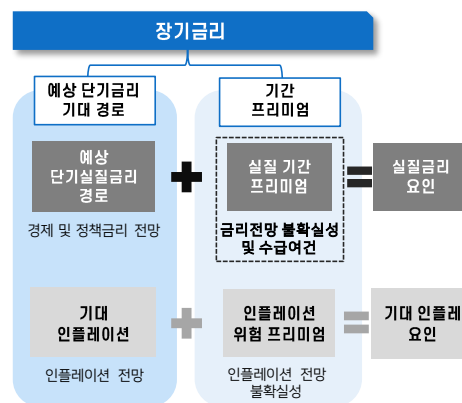 장기금리
예상 단기금리
기대 경로
기간
프리미엄
예상
단기실질금리
경로
실질 기간
프리미엄
실질금리
요인
경제 및 정책금리 전망
금리전망 불확실성
및 수급여건
기대
인플레이션
인플레이션
위험 프리미엄
기대 인플레
요인
인플레이션 전망
인플레이션 전망
불확실성